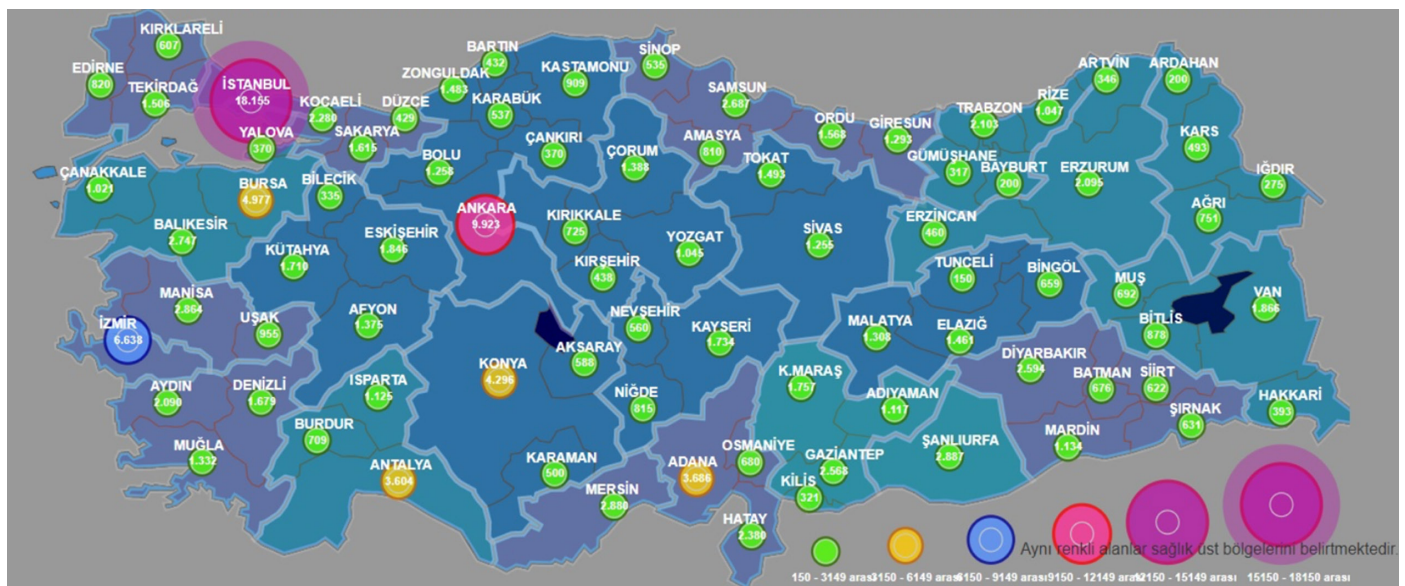 KIRKLARELİ
607
EDİRNE
820
TEKİRDAĞ
1.506
İSTANBUL
18.155
KOCAELİ
2.280
YALOVA
370
SAKARYA
1.615
DÜZCE
429
ZONGULDAK
1.483
BARTIN
432
KARABÜK
537
KASTAMONU
909
SİNOP
535
SAMSUN
2.687
ORDU
1.568
GİRESUN
1.293
TRABZON
2.103
RİZE
1.047
ARTVİN
346
ARDAHAN
200
KARS
493
IĞDIR
275
AĞRI
751
ERZURUM
2.095
BAYBURT
200
GÜMÜŞHANE
317
ERZİNCAN
460
AMASYA
810
TOKAT
1.493
ÇORUM
1.388
ÇANKIRI
370
BOLU
1.258
BİLECİK
335
BURSA
4.977
ÇANAKKALE
1.021
BALIKESİR
2.747
KÜTAHYA
1.710
ESKİŞEHİR
1.846
ANKARA
9.923
KIRIKKALE
725
KIRŞEHİR
438
YOZGAT
1.045
SİVAS
1.255
TUNCELİ
150
BİNGÖL
659
MUŞ
692
BİTLİS
878
VAN
1.866
HAKKARİ
393
ŞIRNAK
631
SİİRT
622
BATMAN
676
DİYARBAKIR
2.594
MARDİN
1.134
ELAZIĞ
1.461
MALATYA
1.308
ADIYAMAN
1.117
ŞANLIURFA
2.887
K.MARAŞ
1.757
GAZİANTEP
2.568
KİLİS
321
OSMANİYE
680
HATAY
2.380
ADANA
3.686
MERSİN
2.880
KARAMAN
500
NİĞDE
815
KAYSERİ
1.734
NEVŞEHİR
560
AKSARAY
588
KONYA
4.296
AFYON
1.375
UŞAK
955
MANİSA
2.864
İZMİR
6.638
AYDIN
2.090
DENİZLİ
1.679
MUĞLA
1.332
BURDUR
709
ISPARTA
1.125
ANTALYA
3.604
Aynı renkli alanlar sağlık üst bölgelerini belirtmektedir.
150 - 3149 arası
3150 - 6149 arası
6150 - 9149 arası
9150 - 12149 arası
12150 - 15149 arası
15150 - 18150 arası